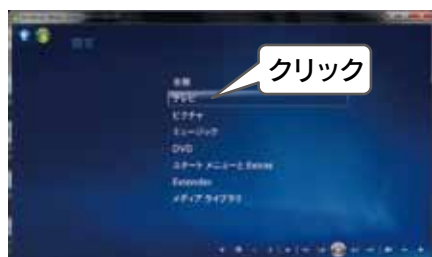 設定
クリック
全般
テレビ
ピクチャ
ミュージック
DVD
スタート メニューと Extras
Extender
メディア ライブラリ